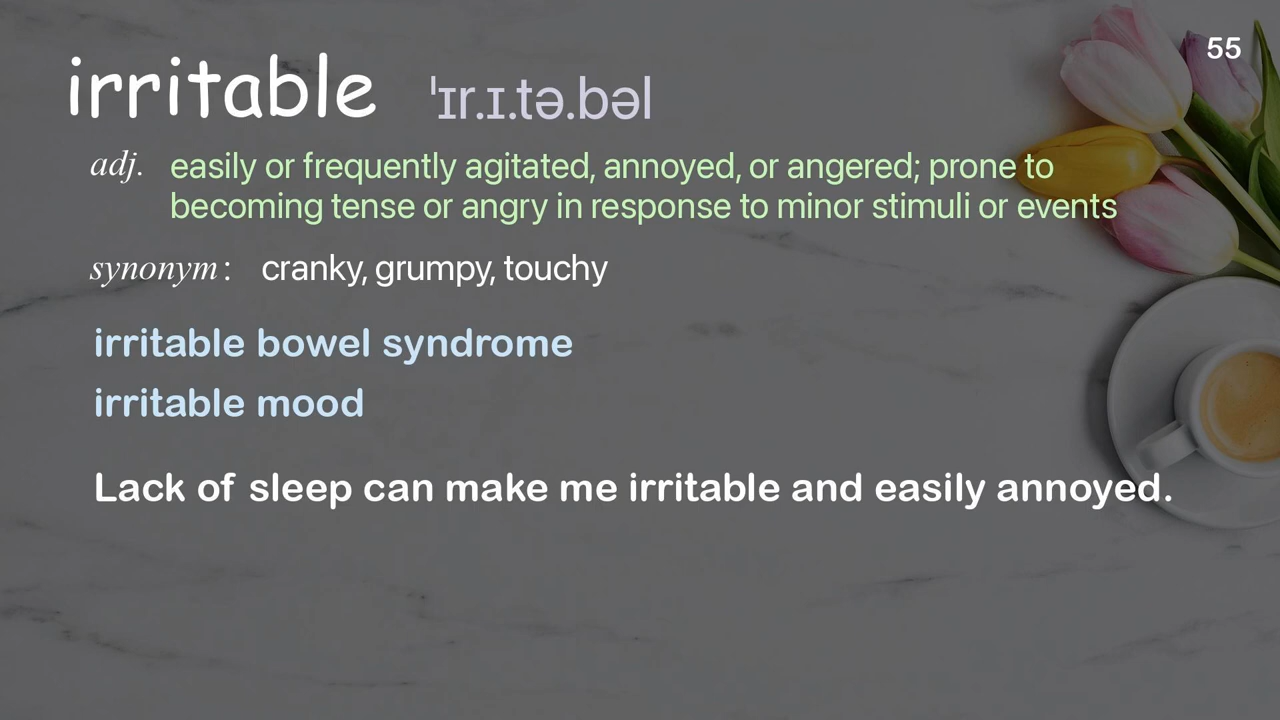 55
irritable ˈɪr.ɪ.tə.bəl
adj. easily or frequently agitated, annoyed, or angered; prone to
becoming tense or angry in response to minor stimuli or events
synonym : cranky, grumpy, touchy
irritable bowel syndrome
irritable mood
Lack of sleep can make me irritable and easily annoyed.